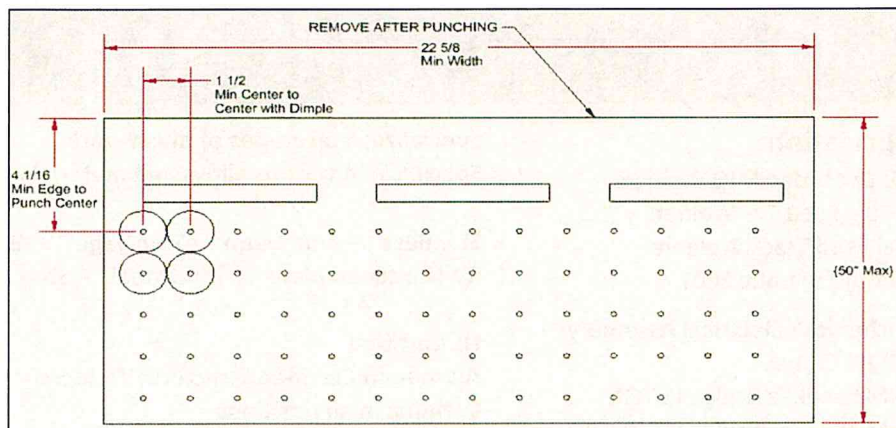 REMOVE AFTER PUNCHING
22 5/8
Min Width
1 1/2
Min Center to
Center with Dimple
4 1/16
Min Edge to
Punch Center
{50" Max}